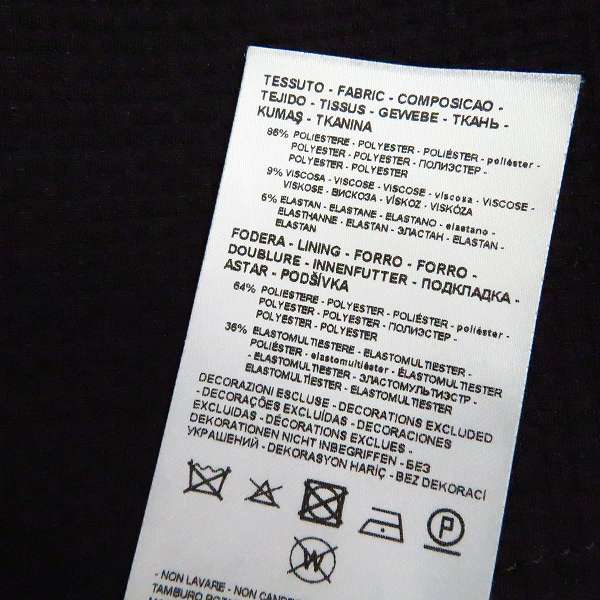 TESSUTO - FABRIC - COMPOSICAO -
TEJIDO - TISSUS - GEWEBE - ТКАНЬ -
KUMAŞ - TKANINA
86% POLIESTERE - POLYESTER - POLIÉSTER - poliéster -
POLYESTER - POLYESTER - ПОЛИЭСТЕР -
POLYESTER - POLYESTER
9% VISCOSA - VISCOSE - VISCOSE - viscosa - VISCOSE -
VISKOSE - ВИСКОЗА - VİSKOZ - VISKÓZA
5% ELASTAN - ELASTANE - ELASTANO - elastano -
ELASTHANNE - ELASTAN - ЭЛАСТАН - ELASTAN -
ELASTAN
FODERA - LINING - FORRO - FORRO -
DOUBLURE - INNENFUTTER - ПОДКЛАДКА -
ASTAR - PODŠÍVKA
64% POLIESTERE - POLYESTER - POLIÉSTER - poliéster -
POLYESTER - POLYESTER - ПОЛИЭСТЕР -
POLYESTER - POLYESTER
36% ELASTOMULTIESTERE - ELASTOMULTIESTER -
POLIÉSTER - elastomultiéster - ÉLASTOMULTIESTER
- ELASTOMULTIESTER - ЭЛАСТОМУЛЬТИЭСТР -
ELASTOMULTIESTER - ELASTOMULTIESTER
DECORAZIONI ESCLUSE - DECORATIONS EXCLUDED
- DECORAÇÕES EXCLUÍDAS - DECORACIONES
EXCLUIDAS - DÉCORATIONS EXCLUES -
DEKORATIONEN NICHT INBEGRIFFEN - БЕЗ
УКРАШЕНИЙ - DEKORASYON HARİÇ - BEZ DEKORACÍ
P
W
- NON LAVARE - NON
TAMBURO